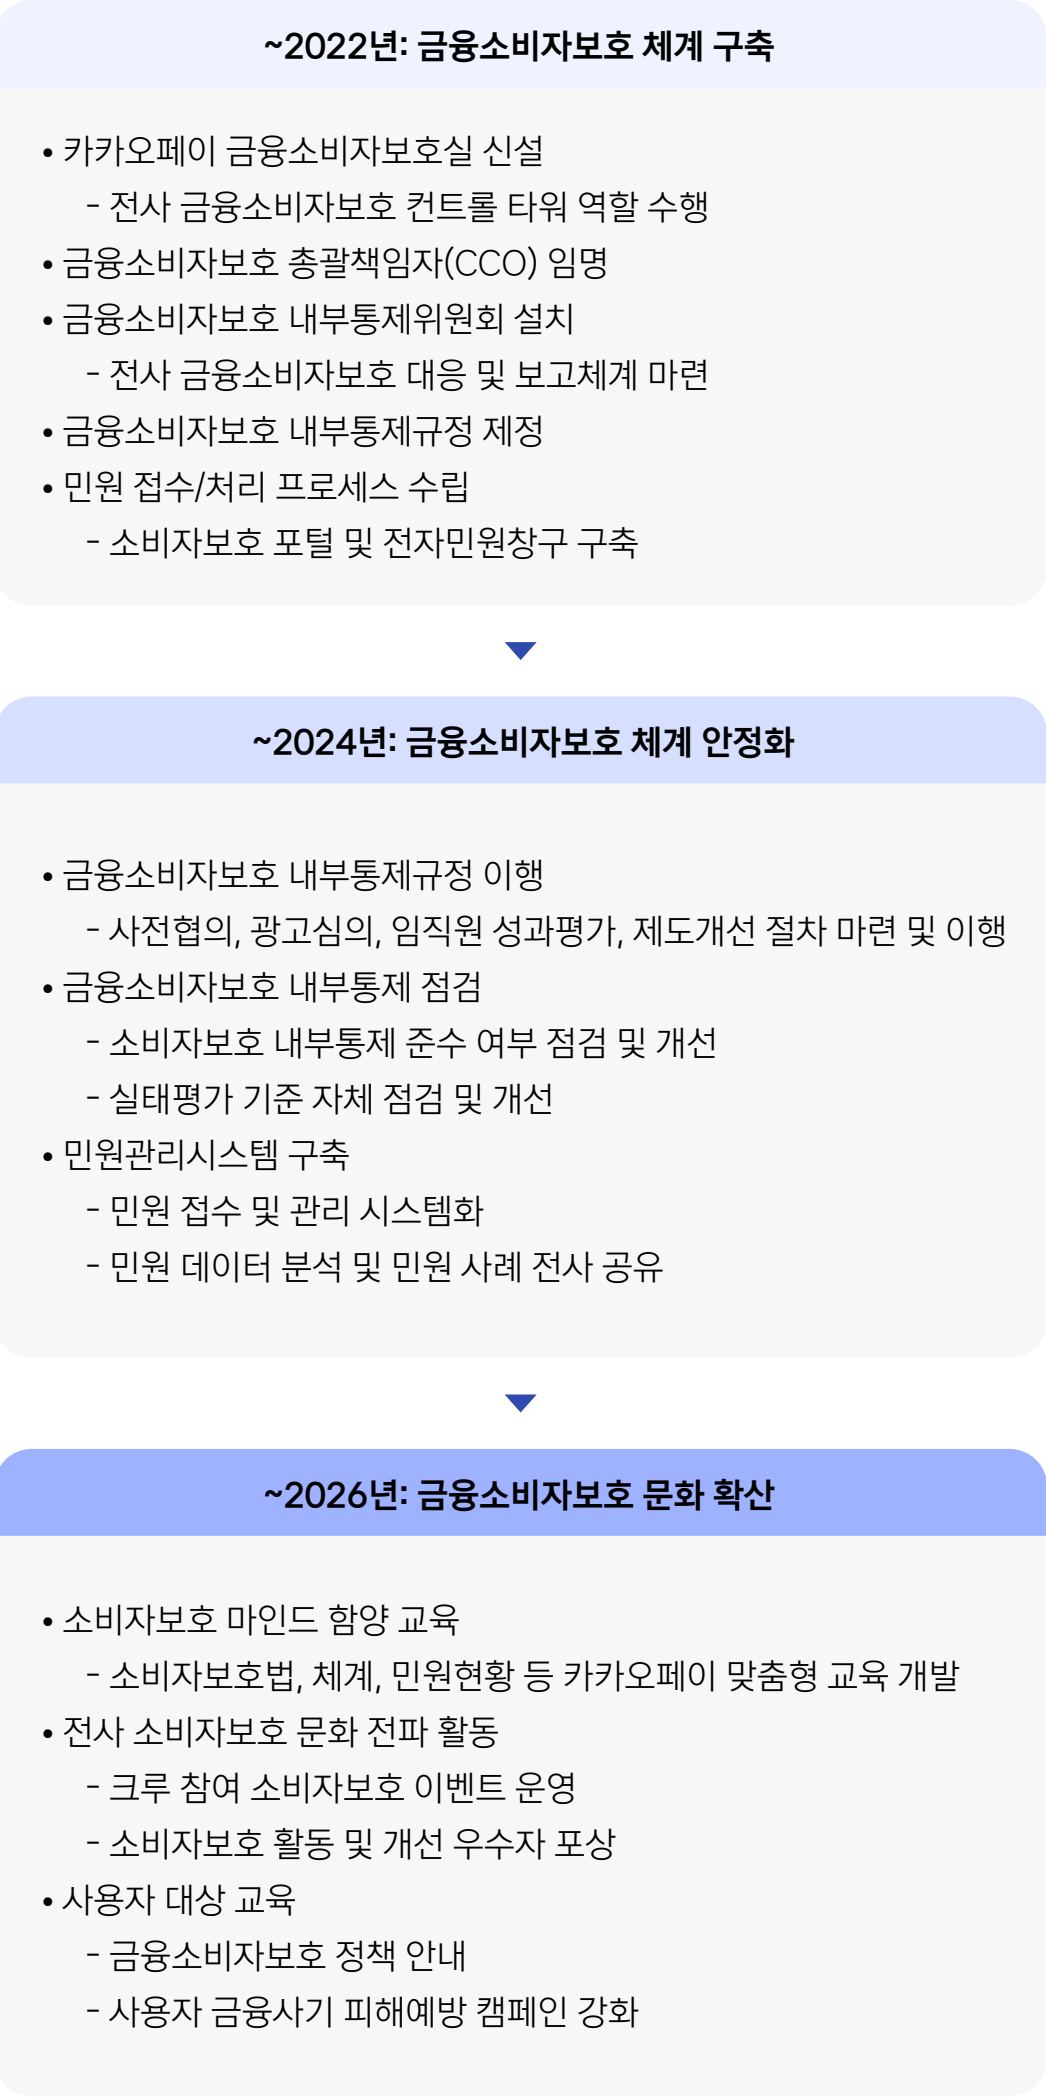 ~2022년: 금융소비자보호 체계 구축
• 카카오페이 금융소비자보호실 신설
- 전사 금융소비자보호 컨트롤 타워 역할 수행
• 금융소비자보호 총괄책임자(CCO) 임명
• 금융소비자보호 내부통제위원회 설치
- 전사 금융소비자보호 대응 및 보고체계 마련
• 금융소비자보호 내부통제규정 제정
• 민원 접수/처리 프로세스 수립
- 소비자보호 포털 및 전자민원창구 구축
~2024년: 금융소비자보호 체계 안정화
• 금융소비자보호 내부통제규정 이행
- 사전협의, 광고심의, 임직원 성과평가, 제도개선 절차 마련 및 이행
• 금융소비자보호 내부통제 점검
- 소비자보호 내부통제 준수 여부 점검 및 개선
- 실태평가 기준 자체 점검 및 개선
• 민원관리시스템 구축
- 민원 접수 및 관리 시스템화
- 민원 데이터 분석 및 민원 사례 전사 공유
~2026년: 금융소비자보호 문화 확산
• 소비자보호 마인드 함양 교육
- 소비자보호법, 체계, 민원현황 등 카카오페이 맞춤형 교육 개발
• 전사 소비자보호 문화 전파 활동
- 크루 참여 소비자보호 이벤트 운영
- 소비자보호 활동 및 개선 우수자 포상
• 사용자 대상 교육
- 금융소비자보호 정책 안내
- 사용자 금융사기 피해예방 캠페인 강화